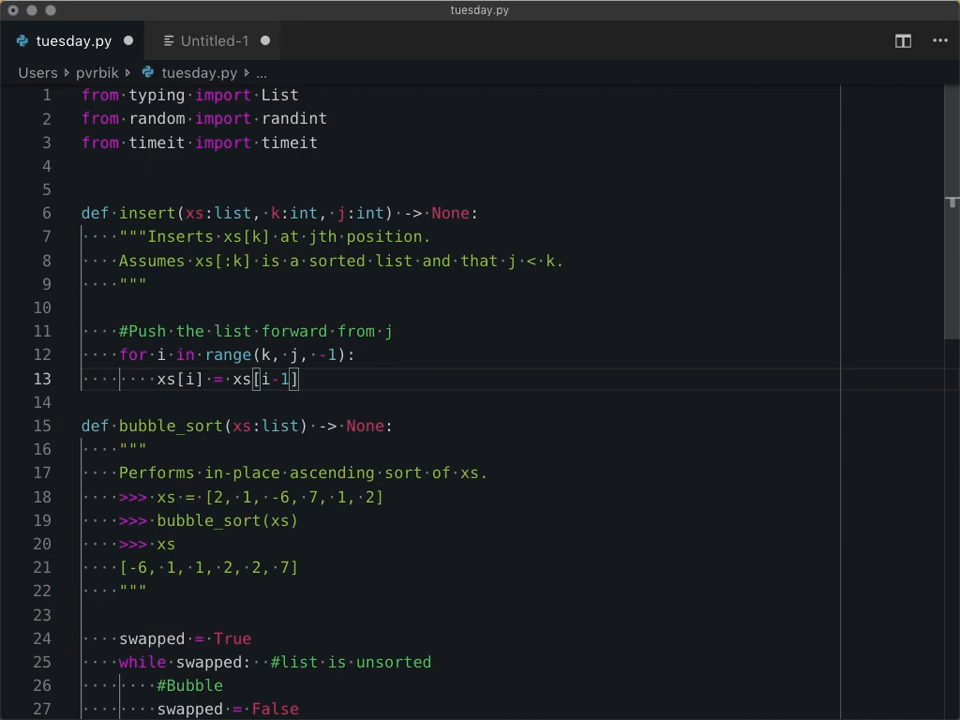 tuesday.py
tuesday.py Untitled-1 ...
Users pvrbik tuesday.py ...
1 from typing import List
2 from random import randint
3 from timeit import timeit
4
5
6 def insert(xs:list, k:int, j:int) -> None:
7 """Inserts xs[k] at jth position.
8 Assumes xs[:k] is a sorted list and that j < k.
9 """
10
11 #Push the list forward from j
12 for i in range(k, j, -1):
13 xs[i] = xs[i-1]
14
15 def bubble_sort(xs:list) -> None:
16 """
17 Performs in-place ascending sort of xs.
18 >>> xs = [2, 1, -6, 7, 1, 2]
19 >>> bubble_sort(xs)
20 >>> xs
21 [-6, 1, 1, 2, 2, 7]
22 """
23
24 swapped = True
25 while swapped: #list is unsorted
26 #Bubble
27 swapped = False